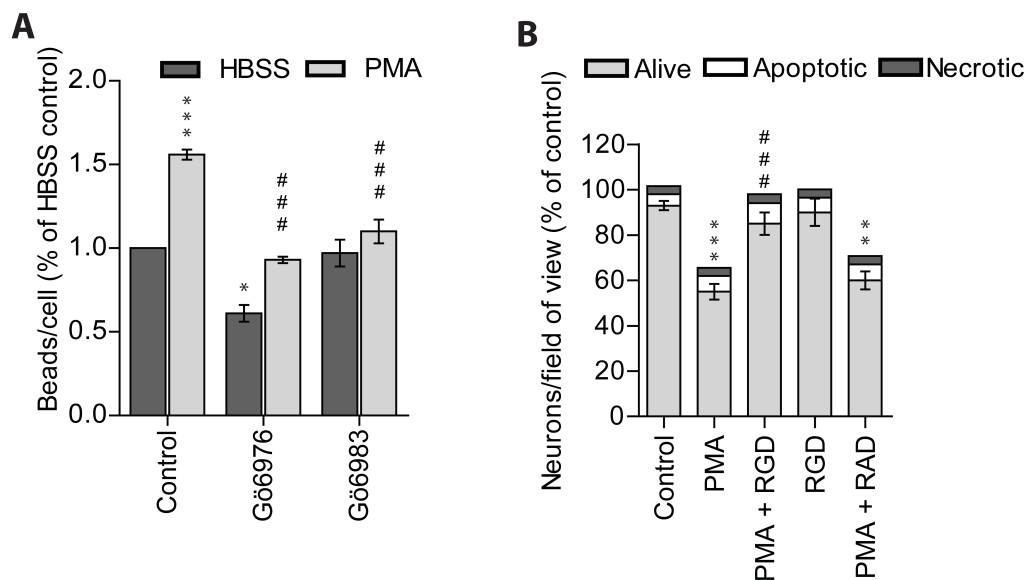 A
HBSS PMA
Beads/cell (% of HBSS control)
2.0
1.5
1.0
0.5
0.0
***
*
###
###
Control
Gö6976
Gö6983
B
Alive Apoptotic Necrotic
Neurons/field of view (% of control)
120
100
80
60
40
20
0
***
###
**
Control
PMA
PMA + RGD
RGD
PMA + RAD